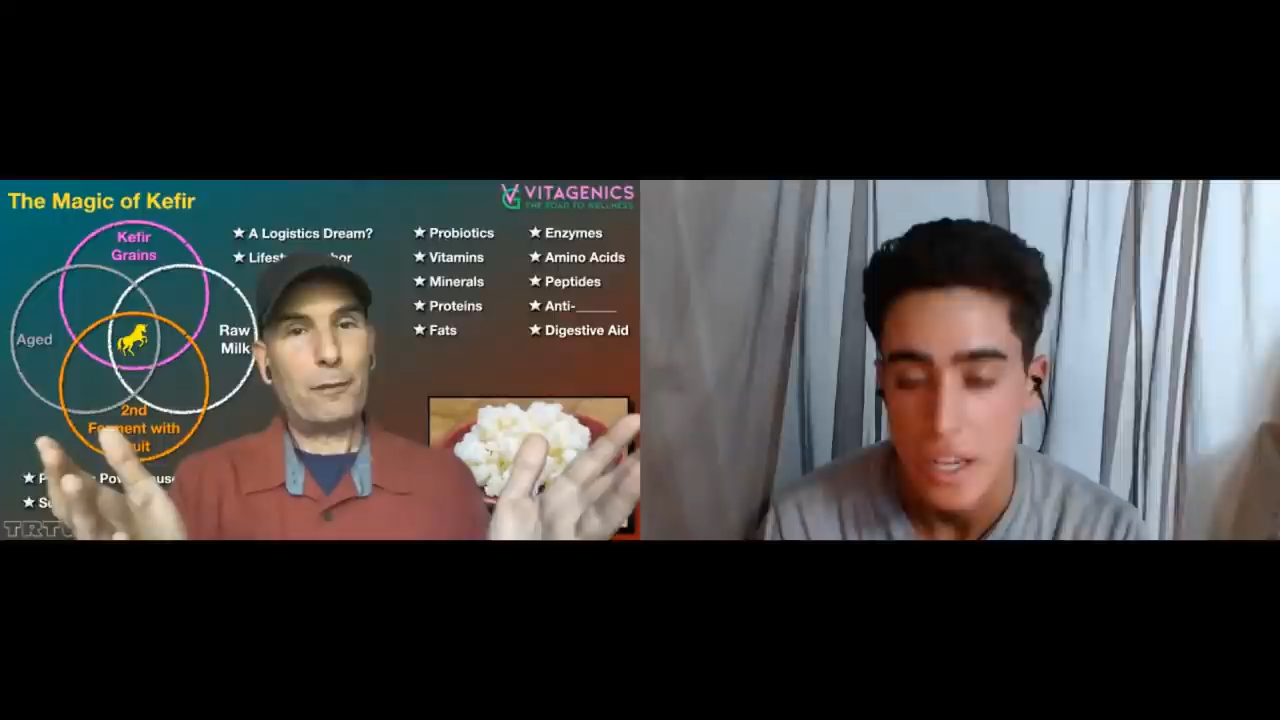 The Magic of Kefir
VITAGENICS
THE ROAD TO WELLNESS
Kefir
Grains
Aged
Raw
Milk
2nd
with
★ A Logistics Dream?
★
★ Probiotics
★ Vitamins
★ Minerals
★ Proteins
★ Fats
★ Enzymes
★ Amino Acids
★ Peptides
★ Anti-______
★ Digestive Aid